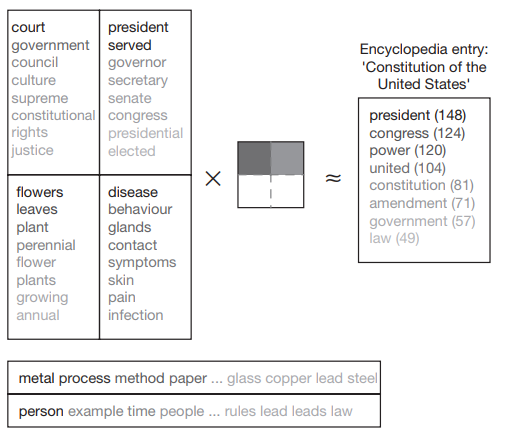 court
government
council
culture
supreme
constitutional
rights
justice
president
served
governor
secretary
senate
congress
presidential
elected
flowers
leaves
plant
perennial
flower
plants
growing
annual
disease
behaviour
glands
contact
symptoms
skin
pain
infection
×
≈
Encyclopedia entry:
'Constitution of the
United States'
president (148)
congress (124)
power (120)
united (104)
constitution (81)
amendment (71)
government (57)
law (49)
metal process method paper ... glass copper lead steel
person example time people ... rules lead leads law